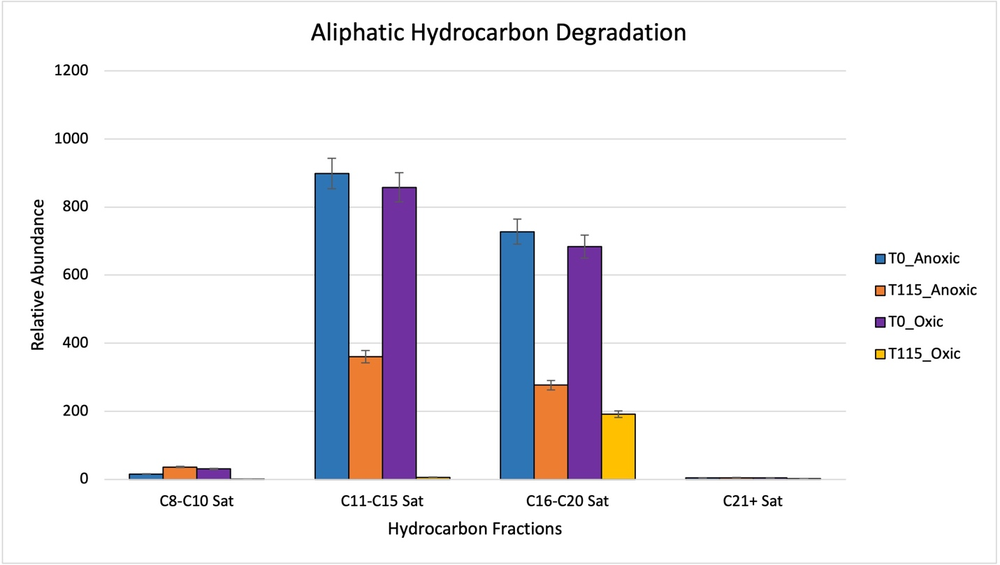 Aliphatic Hydrocarbon Degradation
1200
1000
800
600
400
200
0
Relative Abundance
C8-C10 Sat
C11-C15 Sat
C16-C20 Sat
C21+ Sat
Hydrocarbon Fractions
T0_Anoxic
T115_Anoxic
T0_Oxic
T115_Oxic